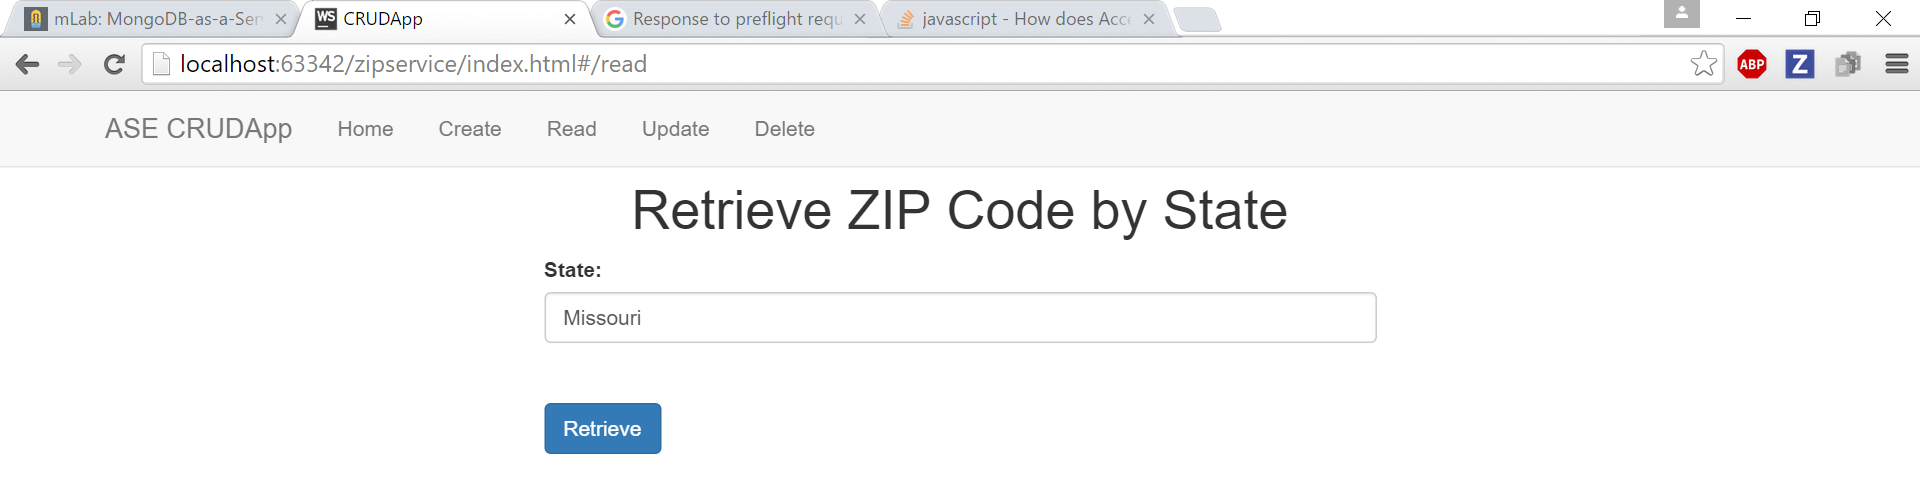 mLab: MongoDB-as-a-Ser
WS CRUDApp
Response to preflight requ
javascript - How does Acc
localhost:63342/zipservice/index.html#/read
ABP
Z
ASE CRUDApp Home Create Read Update Delete
Retrieve ZIP Code by State
State:
Missouri
Retrieve